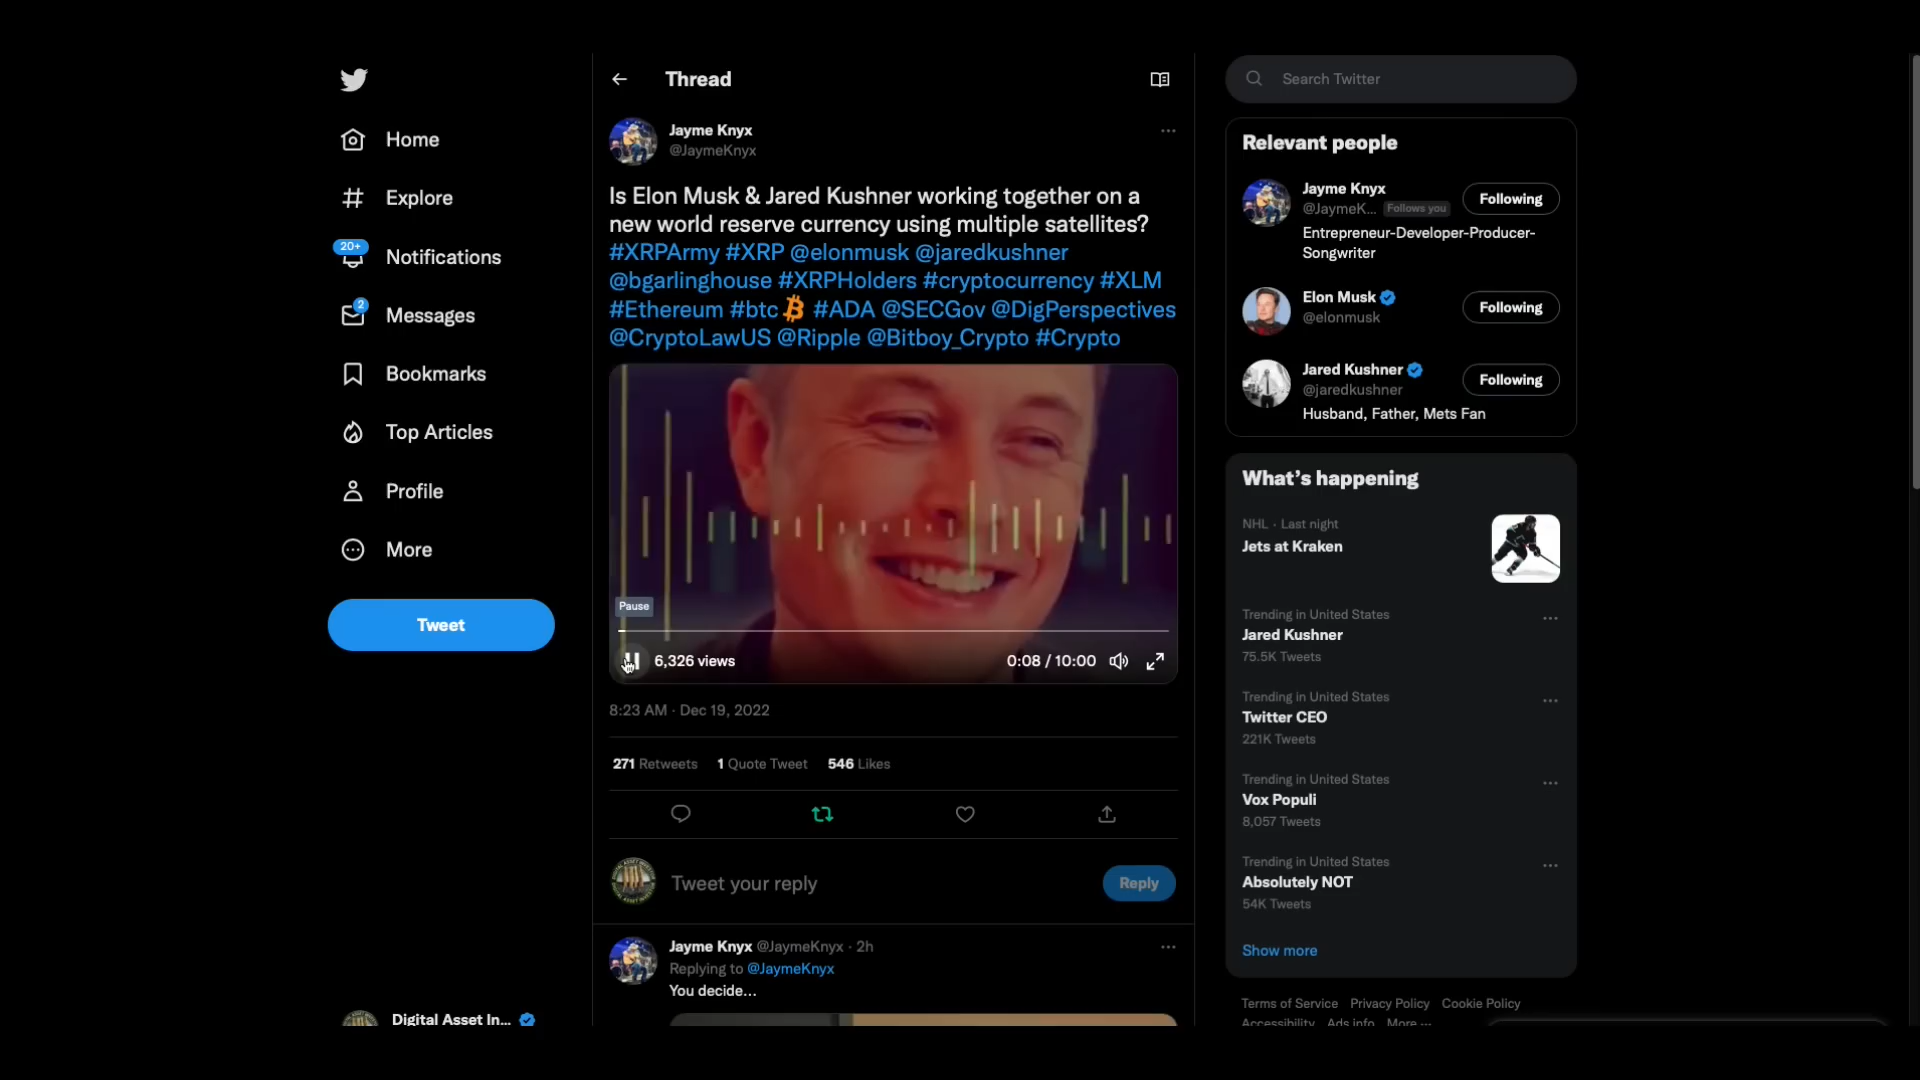 Home
Explore
20+
Notifications
2
Messages
Bookmarks
Top Articles
Profile
More
Tweet
Digital Asset In...
Thread
Jayme Knyx
@JaymeKnyx
Is Elon Musk & Jared Kushner working together on a
new world reserve currency using multiple satellites?
#XRPArmy #XRP @elonmusk @jaredkushner
@bgarlinghouse #XRPHolders #cryptocurrency #XLM
#Ethereum #btc #ADA @SECGov @DigPerspectives
@CryptoLawUS @Ripple @Bitboy_Crypto #Crypto
Pause
6,326 views
0:08 / 10:00
8:23 AM · Dec 19, 2022
271 Retweets 1 Quote Tweet 546 Likes
Tweet your reply
Reply
Jayme Knyx @JaymeKnyx · 2h
Replying to @JaymeKnyx
You decide...
Search Twitter
Relevant people
Jayme Knyx
@JaymeK... Follows you
Following
Entrepreneur-Developer-Producer-
Songwriter
Elon Musk
@elonmusk
Following
Jared Kushner
@jaredkushner
Following
Husband, Father, Mets Fan
What's happening
NHL · Last night
Jets at Kraken
Trending in United States
Jared Kushner
75.5K Tweets
Trending in United States
Twitter CEO
221K Tweets
Trending in United States
Vox Populi
8,057 Tweets
Trending in United States
Absolutely NOT
54K Tweets
Show more
Terms of Service Privacy Policy Cookie Policy
Accessibility Ads info More ...